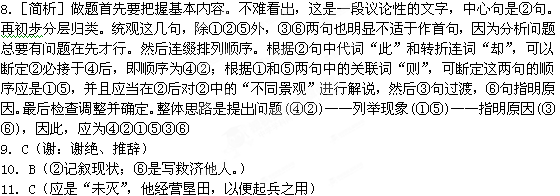 8. [简析] 做题首先要把握基本内容。不难看出，这是一段议论性的文字，中心句是②句。
再初步分层归类。统观这几句，除①②⑤外，③⑥两句也明显不适于作首句，因为分析问题
总要有问题在先才行。然后连缀排列顺序。根据②句中代词“此”和转折连词“却”，可以
断定②必接于④后，即顺序为④②；根据①和⑤两句中的关联词“则”，可断定这两句的顺
序应是①⑤，并且应当在②后对②中的“不同景观”进行解说，然后③句过渡，⑥句指明原
因。最后检查调整并确定。整体思路是提出问题(④②)——列举现象(①⑤)——指明原因(③
⑥)，因此，应为④②①⑤③⑥
9. C（谢：谢绝、推辞）
10. B（②记叙现状；⑥是写救济他人。）
11. C（应是“未灭”，他经营垦田，以便起兵之用）